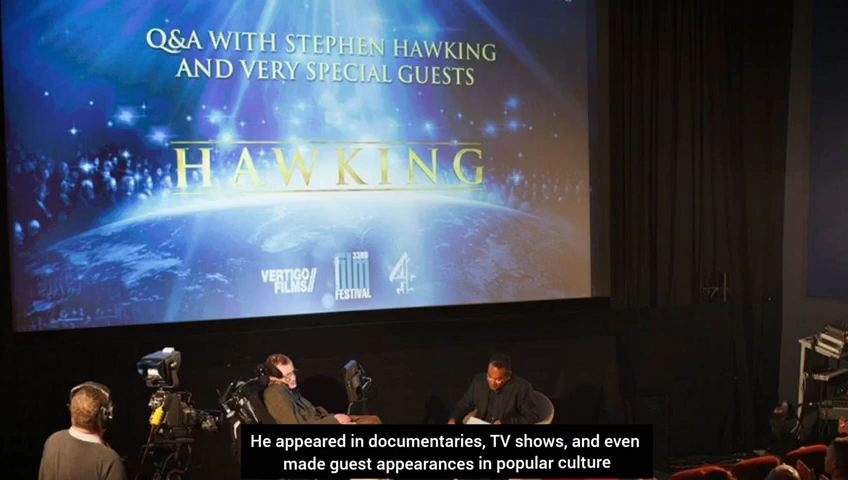 Q&A WITH STEPHEN HAWKING
AND VERY SPECIAL GUESTS
HAWKING
VERTIGO
FILMS//
33RD
film
FESTIVAL
4
He appeared in documentaries, TV shows, and even
made guest appearances in popular culture